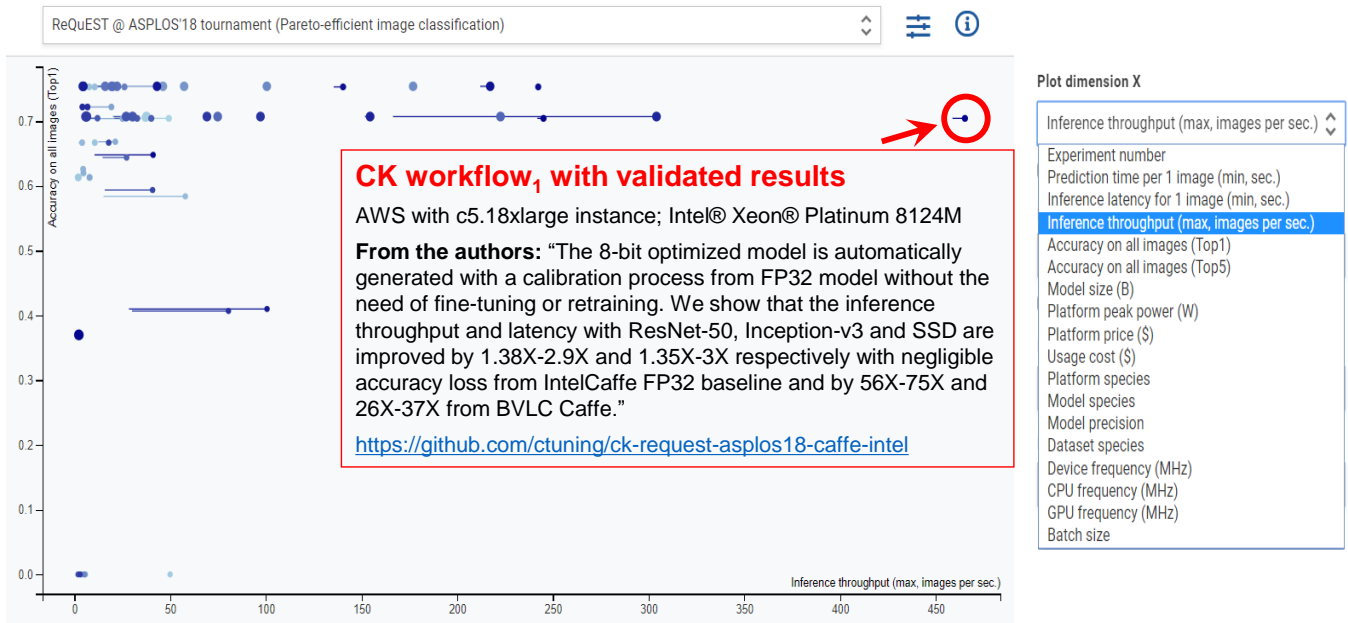 ReQuEST @ ASPLOS'18 tournament (Pareto-efficient image classification)
Accuracy on all images (Top1)
0.7
0.6
0.5
0.4
0.3
0.2
0.1
0.0
CK workflow1 with validated results
AWS with c5.18xlarge instance; Intel® Xeon® Platinum 8124M
From the authors: “The 8-bit optimized model is automatically
generated with a calibration process from FP32 model without the
need of fine-tuning or retraining. We show that the inference
throughput and latency with ResNet-50, Inception-v3 and SSD are
improved by 1.38X-2.9X and 1.35X-3X respectively with negligible
accuracy loss from IntelCaffe FP32 baseline and by 56X-75X and
26X-37X from BVLC Caffe.”
https://github.com/ctuning/ck-request-asplos18-caffe-intel
Inference throughput (max, images per sec.)
0 50 100 150 200 250 300 350 400 450
Plot dimension X
Inference throughput (max, images per sec.)
Experiment number
Prediction time per 1 image (min, sec.)
Inference latency for 1 image (min, sec.)
Inference throughput (max, images per sec.)
Accuracy on all images (Top1)
Accuracy on all images (Top5)
Model size (B)
Platform peak power (W)
Platform price ($)
Usage cost ($)
Platform species
Model species
Model precision
Dataset species
Device frequency (MHz)
CPU frequency (MHz)
GPU frequency (MHz)
Batch size